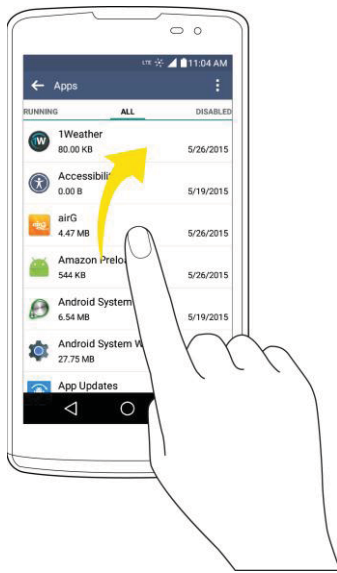 LTE 11:04 AM
Apps
RUNNING ALL DISABLED
1Weather
80.00 KB 5/26/2015
0.00 B 5/19/2015
airG
4.47 MB 5/26/2015
Amazon
544 KB 5/26/2015
Android System
6.54 MB 5/19/2015
Android System W
27.75 MB
App Updates